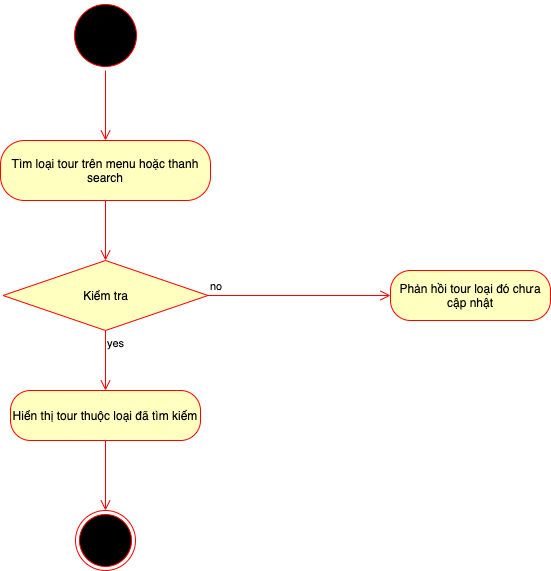 Tìm loại tour trên menu hoặc thanh
search
Kiểm tra
no
Phản hồi tour loại đó chưa
cập nhật
yes
Hiển thị tour thuộc loại đã tìm kiếm